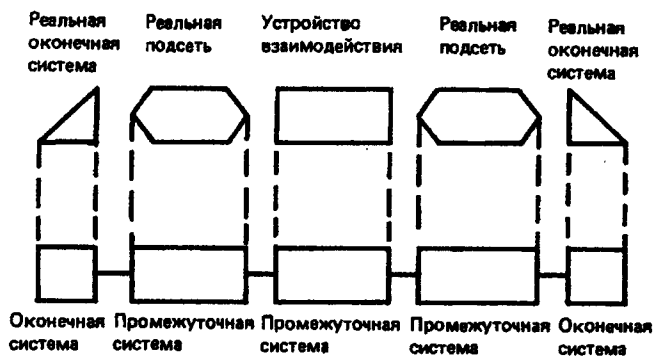 Реальная
оконечная
система
Реальная
подсеть
Устройство
взаимодействия
Реальная
подсеть
Реальная
оконечная
система
Оконечная
система
Промежуточная
система
Промежуточная
система
Промежуточная
система
Оконечная
система